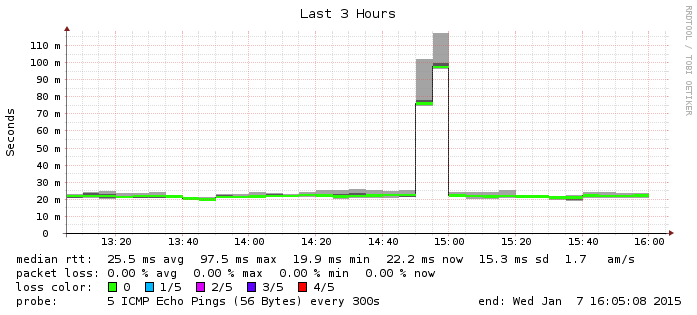 Last 3 Hours
RRDTOOL / TOBI OETIKER
Seconds
110 m
100 m
90 m
80 m
70 m
60 m
50 m
40 m
30 m
20 m
10 m
0
13:20 13:40 14:00 14:20 14:40 15:00 15:20 15:40 16:00
median rtt: 25.5 ms avg 97.5 ms max 19.9 ms min 22.2 ms now 15.3 ms sd 1.7 am/s
packet loss: 0.00 % avg 0.00 % max 0.00 % min 0.00 % now
loss color: 0 1/5 2/5 3/5 4/5
probe: 5 ICMP Echo Pings (56 Bytes) every 300s end: Wed Jan 7 16:05:08 2015